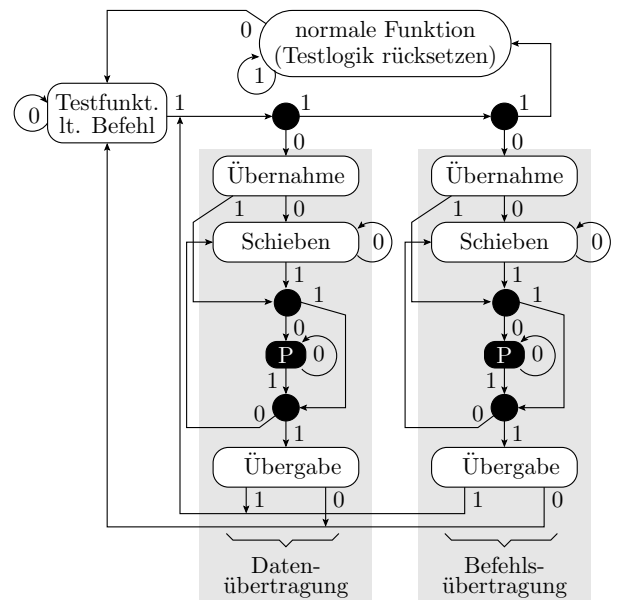 normale Funktion
(Testlogik rücksetzen)
0
1
Testfunkt.
lt. Befehl
0
1
1
1
0
0
Übernahme
Übernahme
1
0
1
0
Schieben
0
Schieben
0
1
1
1
1
0
0
P
0
P
0
1
1
0
0
1
1
Übergabe
Übergabe
1
0
1
0
Daten-
übertragung
Befehls-
übertragung